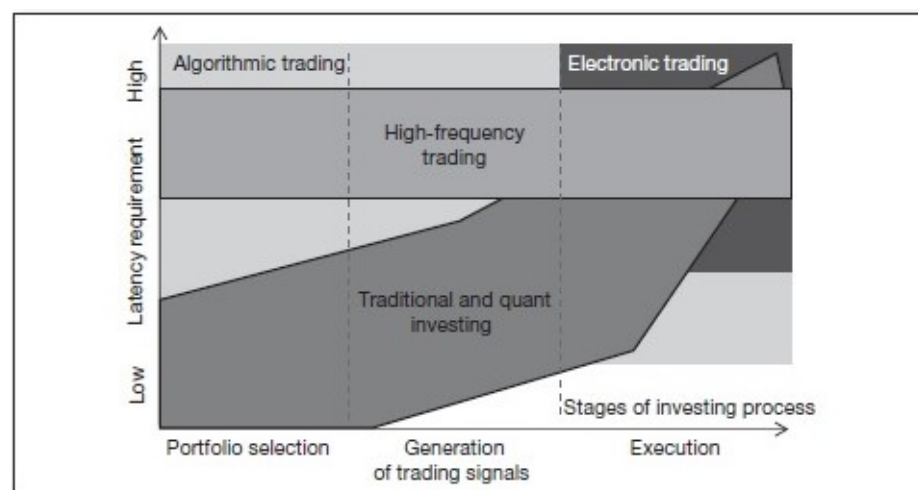 High
Latency requirement
Low
Algorithmic trading
Electronic trading
High-frequency
trading
Traditional and quant
investing
Stages of investing process
Portfolio selection
Generation
of trading signals
Execution